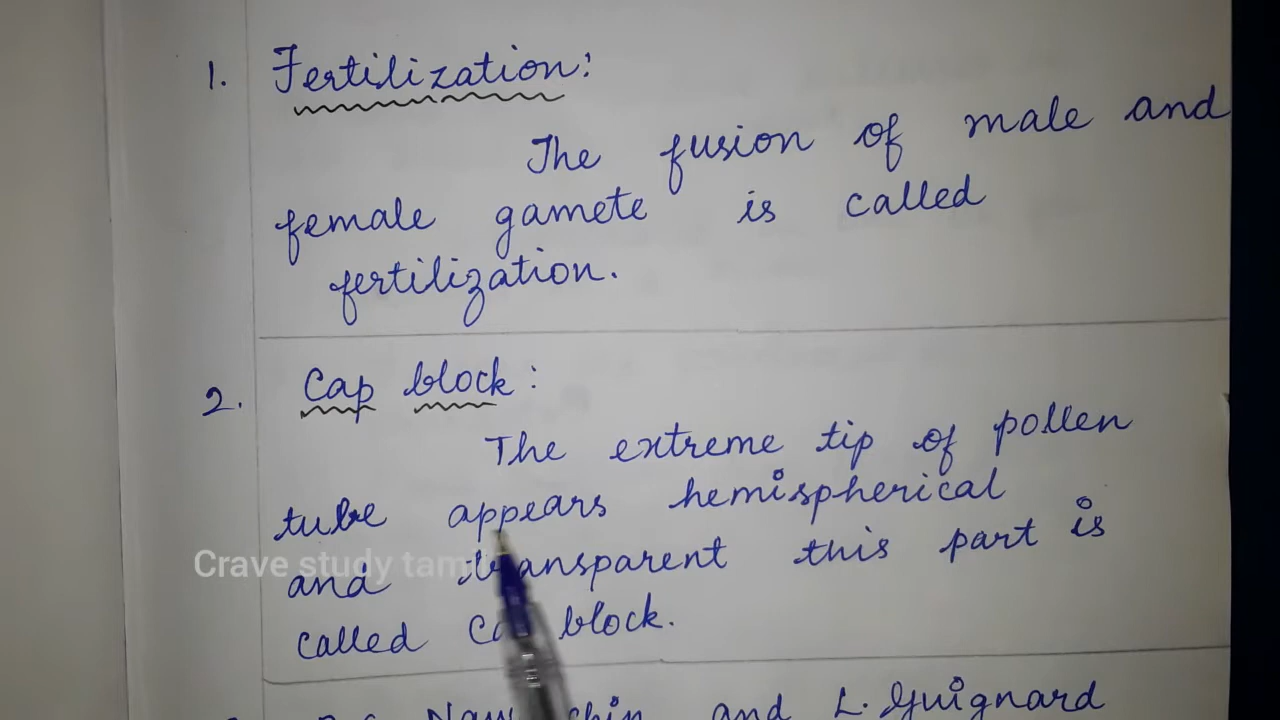 1. Fertilization:
The fusion of male and
female gamete is called
fertilization.
2. Cap block:
The extreme tip of pollen
tube appears hemispherical
and transparent this part is
called block.
Crave study tamil
and L. Guignard